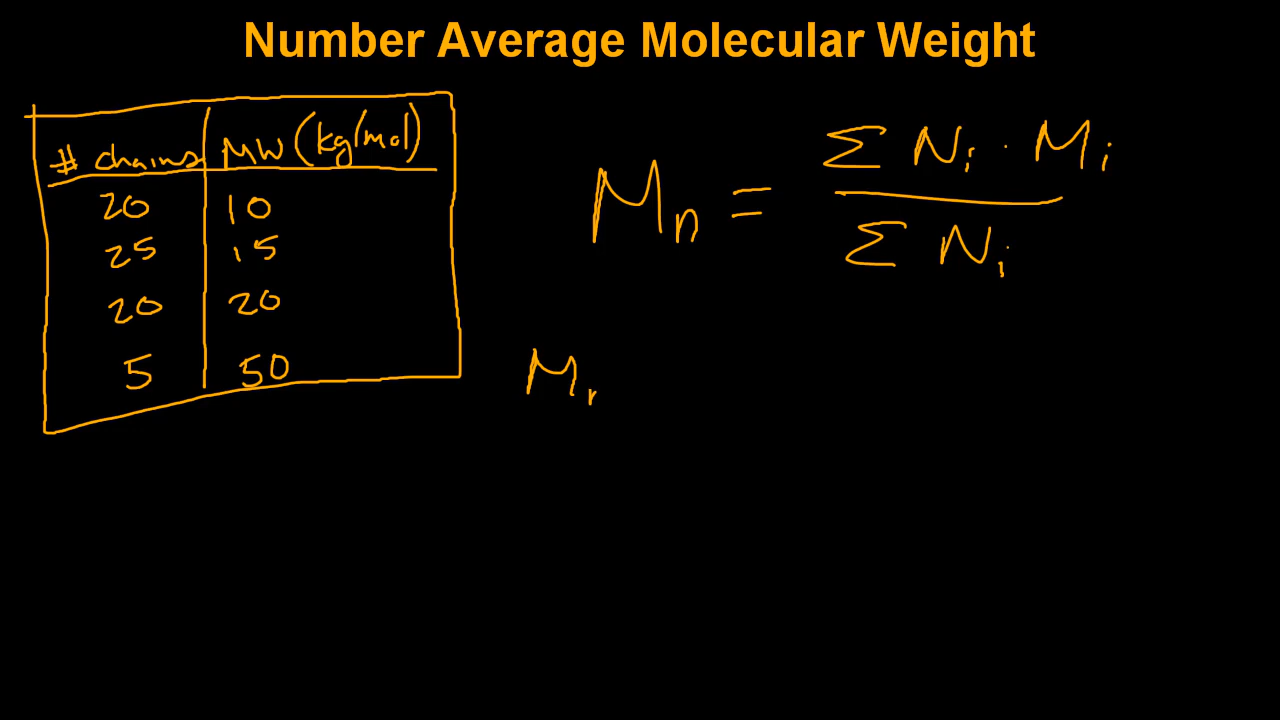 Number Average Molecular Weight
# chains MW (kg/mol)
20 10
25 15
20 20
5 50
Mn = Σ Ni · Mi
Σ Ni
M